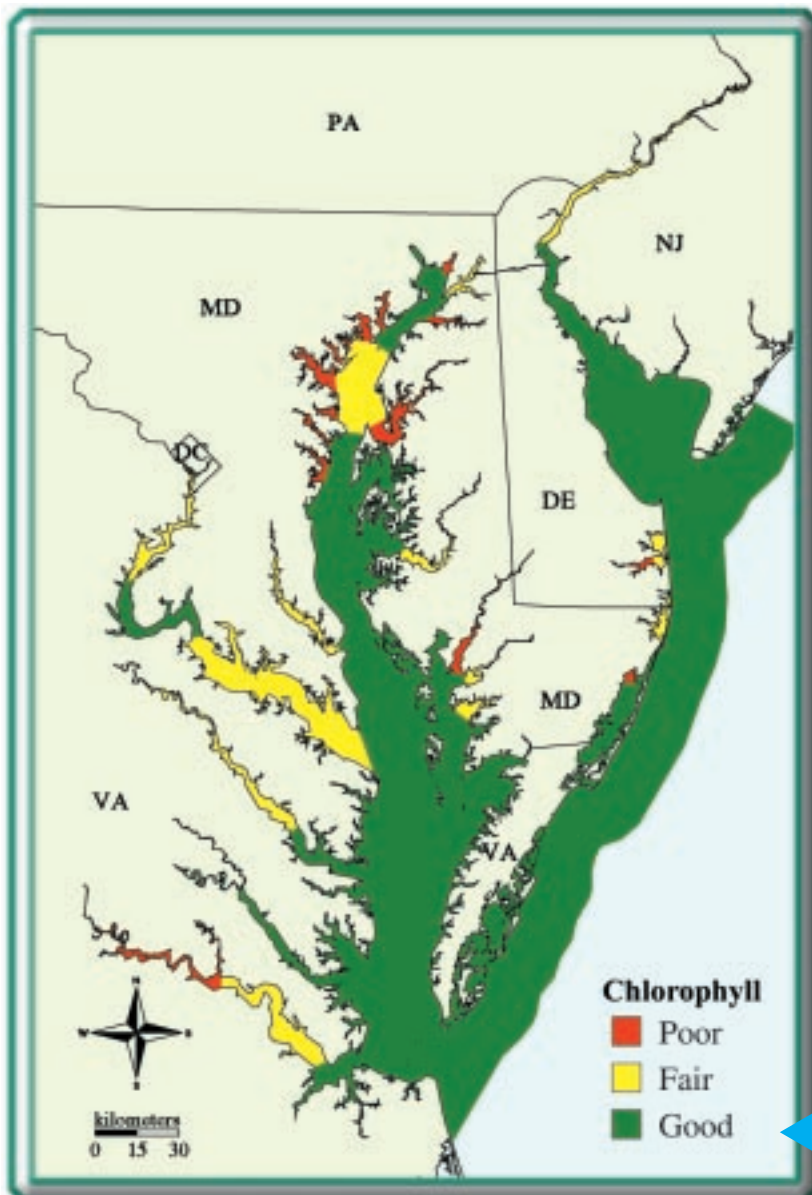 PA
NJ
MD
DC
DE
MD
VA
VA
N
W
E
S
Chlorophyll
Poor
Fair
Good
kilometers
0 15 30